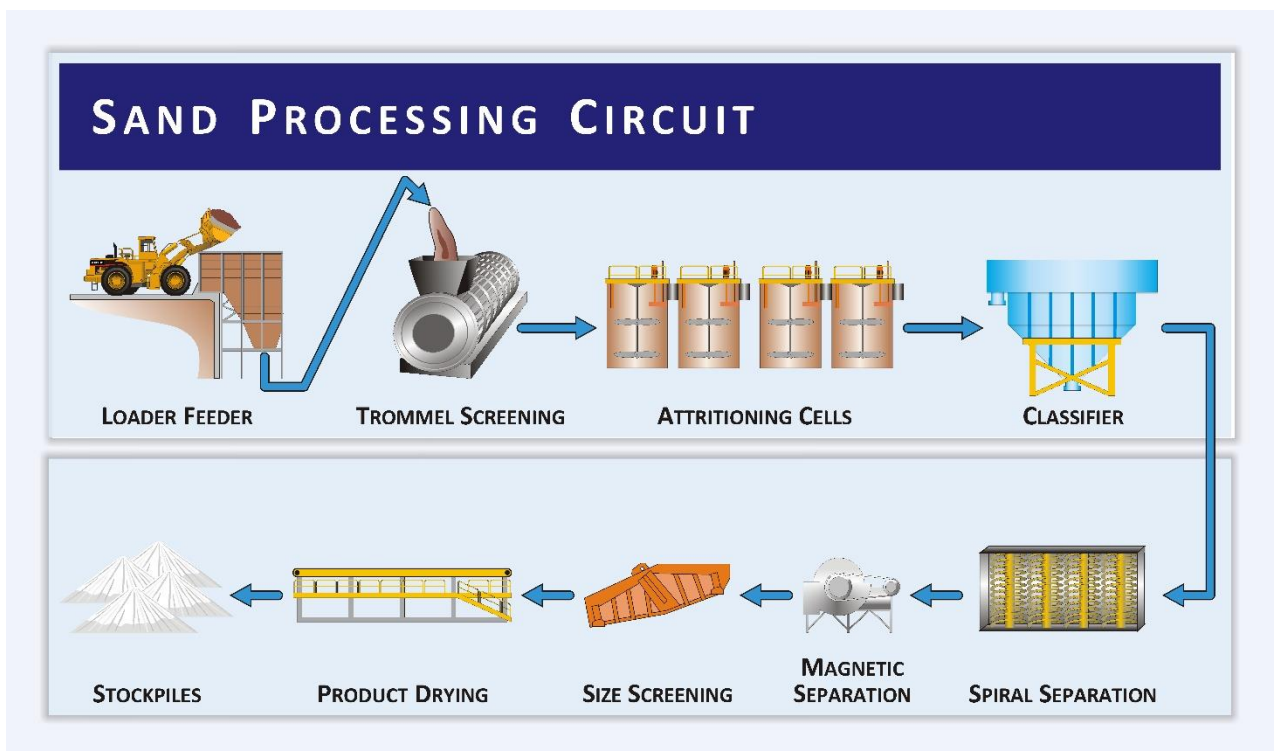 SAND PROCESSING CIRCUIT
LOADER FEEDER
TROMMEL SCREENING
ATTRITIONING CELLS
CLASSIFIER
STOCKPILES
PRODUCT DRYING
SIZE SCREENING
MAGNETIC
SEPARATION
SPIRAL SEPARATION